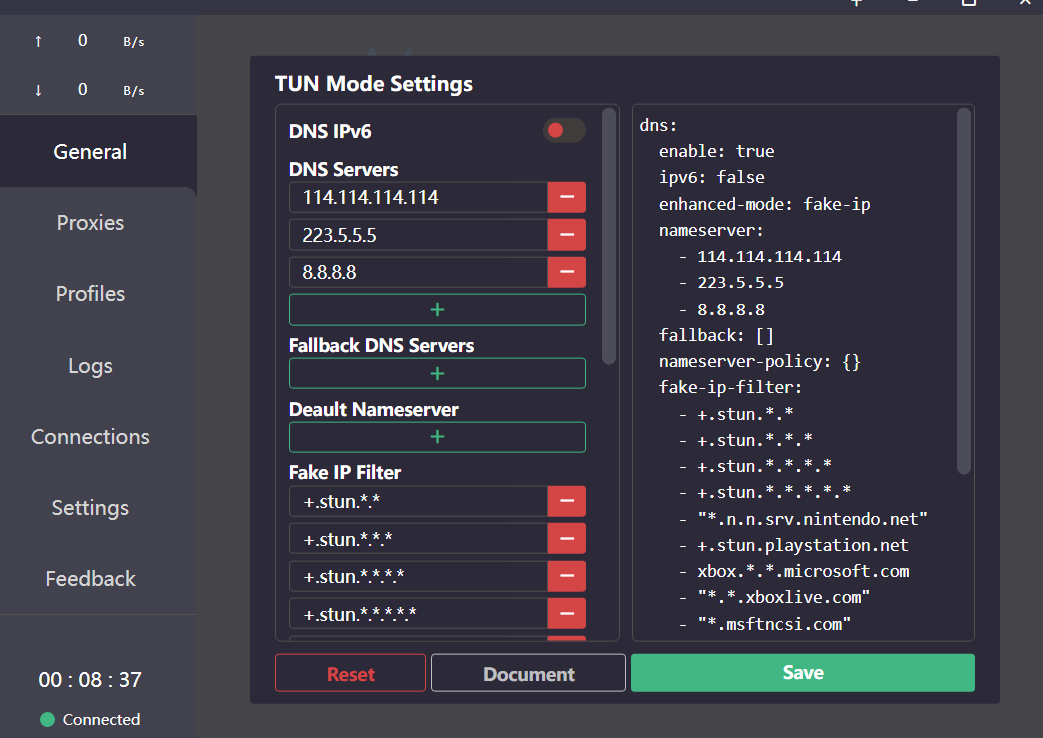 ↑ 0 B/s
↓ 0 B/s
General
Proxies
Profiles
Logs
Connections
Settings
Feedback
00 : 08 : 37
Connected
TUN Mode Settings
DNS IPv6
DNS Servers
114.114.114.114
223.5.5.5
8.8.8.8
+
Fallback DNS Servers
+
Deault Nameserver
+
Fake IP Filter
+.stun.*.*
+.stun.*.*.*
+.stun.*.*.*.*
+.stun.*.*.*.*.*
dns:
enable: true
ipv6: false
enhanced-mode: fake-ip
nameserver:
- 114.114.114.114
- 223.5.5.5
- 8.8.8.8
fallback: []
nameserver-policy: {}
fake-ip-filter:
- +.stun.*.*
- +.stun.*.*.*
- +.stun.*.*.*.*
- +.stun.*.*.*.*.*
- "*.n.n.srv.nintendo.net"
- +.stun.playstation.net
- xbox.*.*.microsoft.com
- "*.*.xboxlive.com"
- "*.msftncsi.com"
Reset
Document
Save